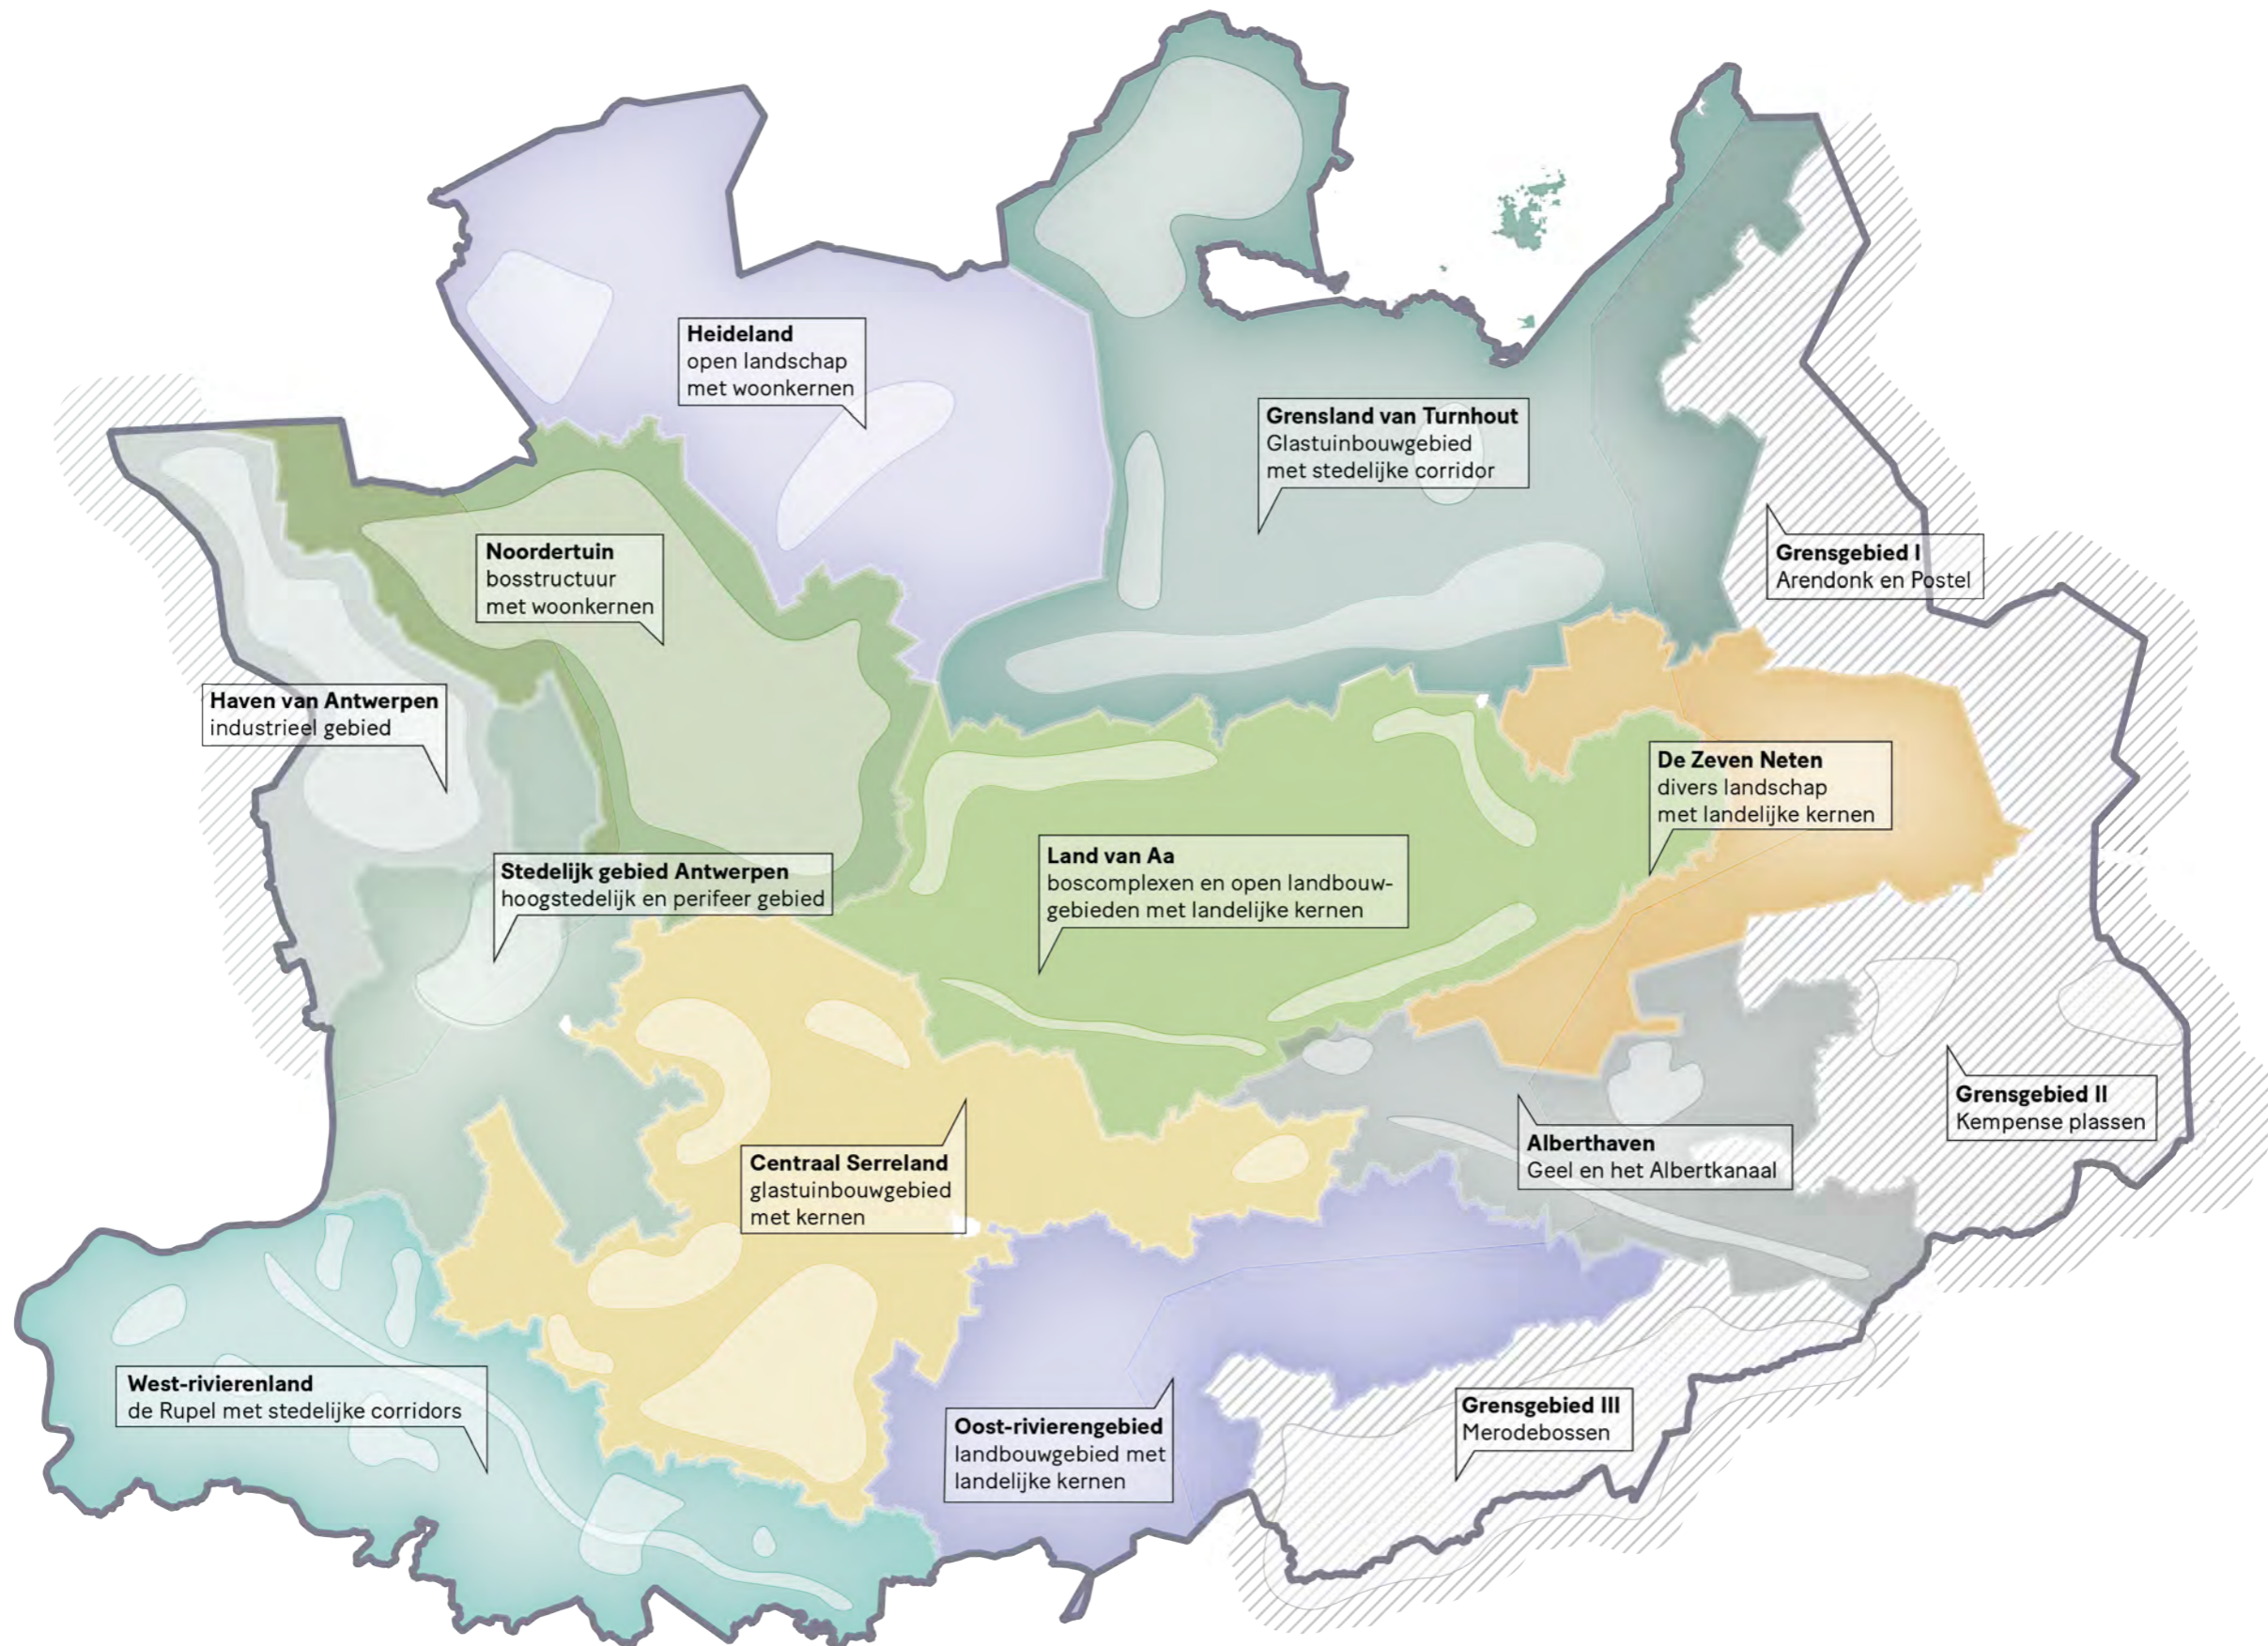 Heideland
open landschap
met woonkernen
Grensland van Turnhout
Glastuinbouwgebied
met stedelijke corridor
Noordertuin
bosstructuur
met woonkernen
Grensgebied I
Arendonk en Postel
Haven van Antwerpen
industrieel gebied
De Zeven Neten
divers landschap
met landelijke kernen
Stedelijk gebied Antwerpen
hoogstedelijk en perifeer gebied
Land van Aa
boscomplexen en open landbouw-
gebieden met landelijke kernen
Grensgebied II
Kempense plassen
Alberthaven
Geel en het Albertkanaal
Centraal Serreland
glastuinbouwgebied
met kernen
West-rivierenland
de Rupel met stedelijke corridors
Oost-rivierengebied
landbouwgebied met
landelijke kernen
Grensgebied III
Merodebossen